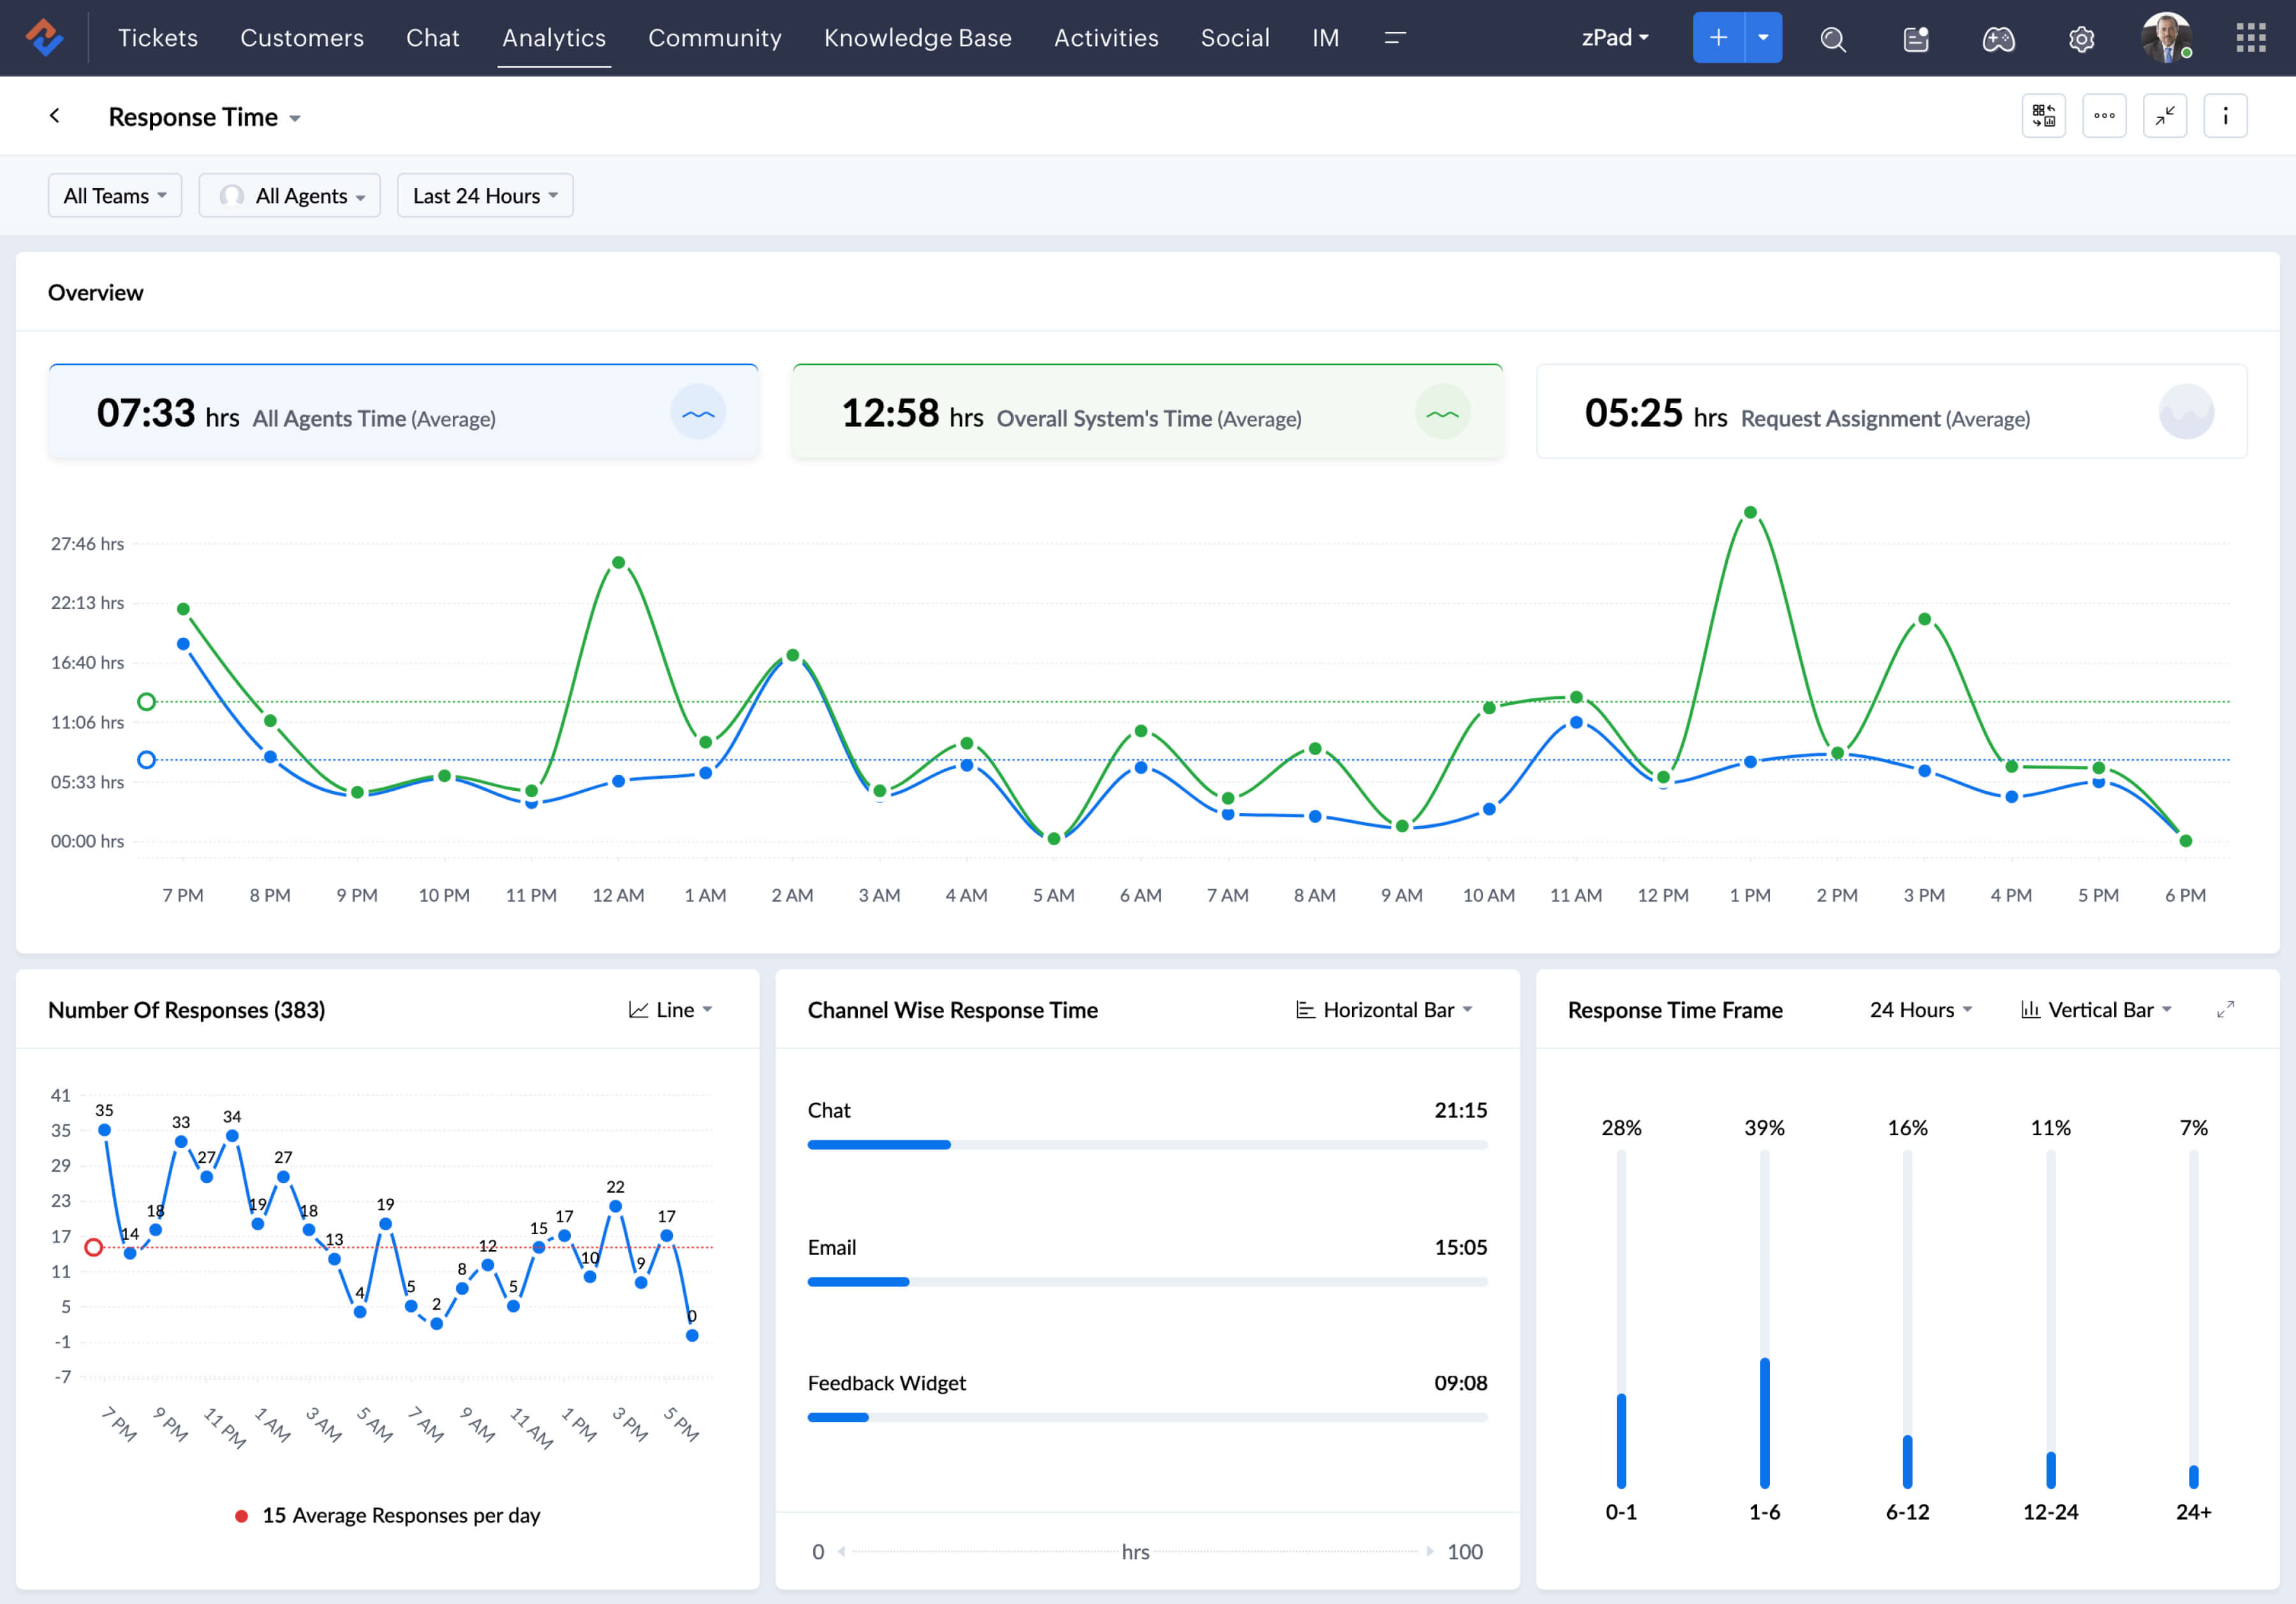 Tickets Customers Chat Analytics Community Knowledge Base Activities Social IM zPad
Response Time
All Teams All Agents Last 24 Hours
Overview
07:33 hrs All Agents Time (Average)
12:58 hrs Overall System's Time (Average)
05:25 hrs Request Assignment (Average)
27:46 hrs
22:13 hrs
16:40 hrs
11:06 hrs
05:33 hrs
00:00 hrs
7 PM 8 PM 9 PM 10 PM 11 PM 12 AM 1 AM 2 AM 3 AM 4 AM 5 AM 6 AM 7 AM 8 AM 9 AM 10 AM 11 AM 12 PM 1 PM 2 PM 3 PM 4 PM 5 PM 6 PM
Number Of Responses (383) Line
41
35
29
23
17
11
5
-1
-7
35 14 18 33 27 34 19 27 18 13 4 19 5 2 8 12 5 15 17 10 22 9 17 0
7 PM 9 PM 11 PM 1 AM 3 AM 5 AM 7 AM 9 AM 11 AM 1 PM 3 PM 5 PM
15 Average Responses per day
Channel Wise Response Time Horizontal Bar
Chat 21:15
Email 15:05
Feedback Widget 09:08
0 hrs 100
Response Time Frame 24 Hours Vertical Bar
28% 39% 16% 11% 7%
0-1 1-6 6-12 12-24 24+